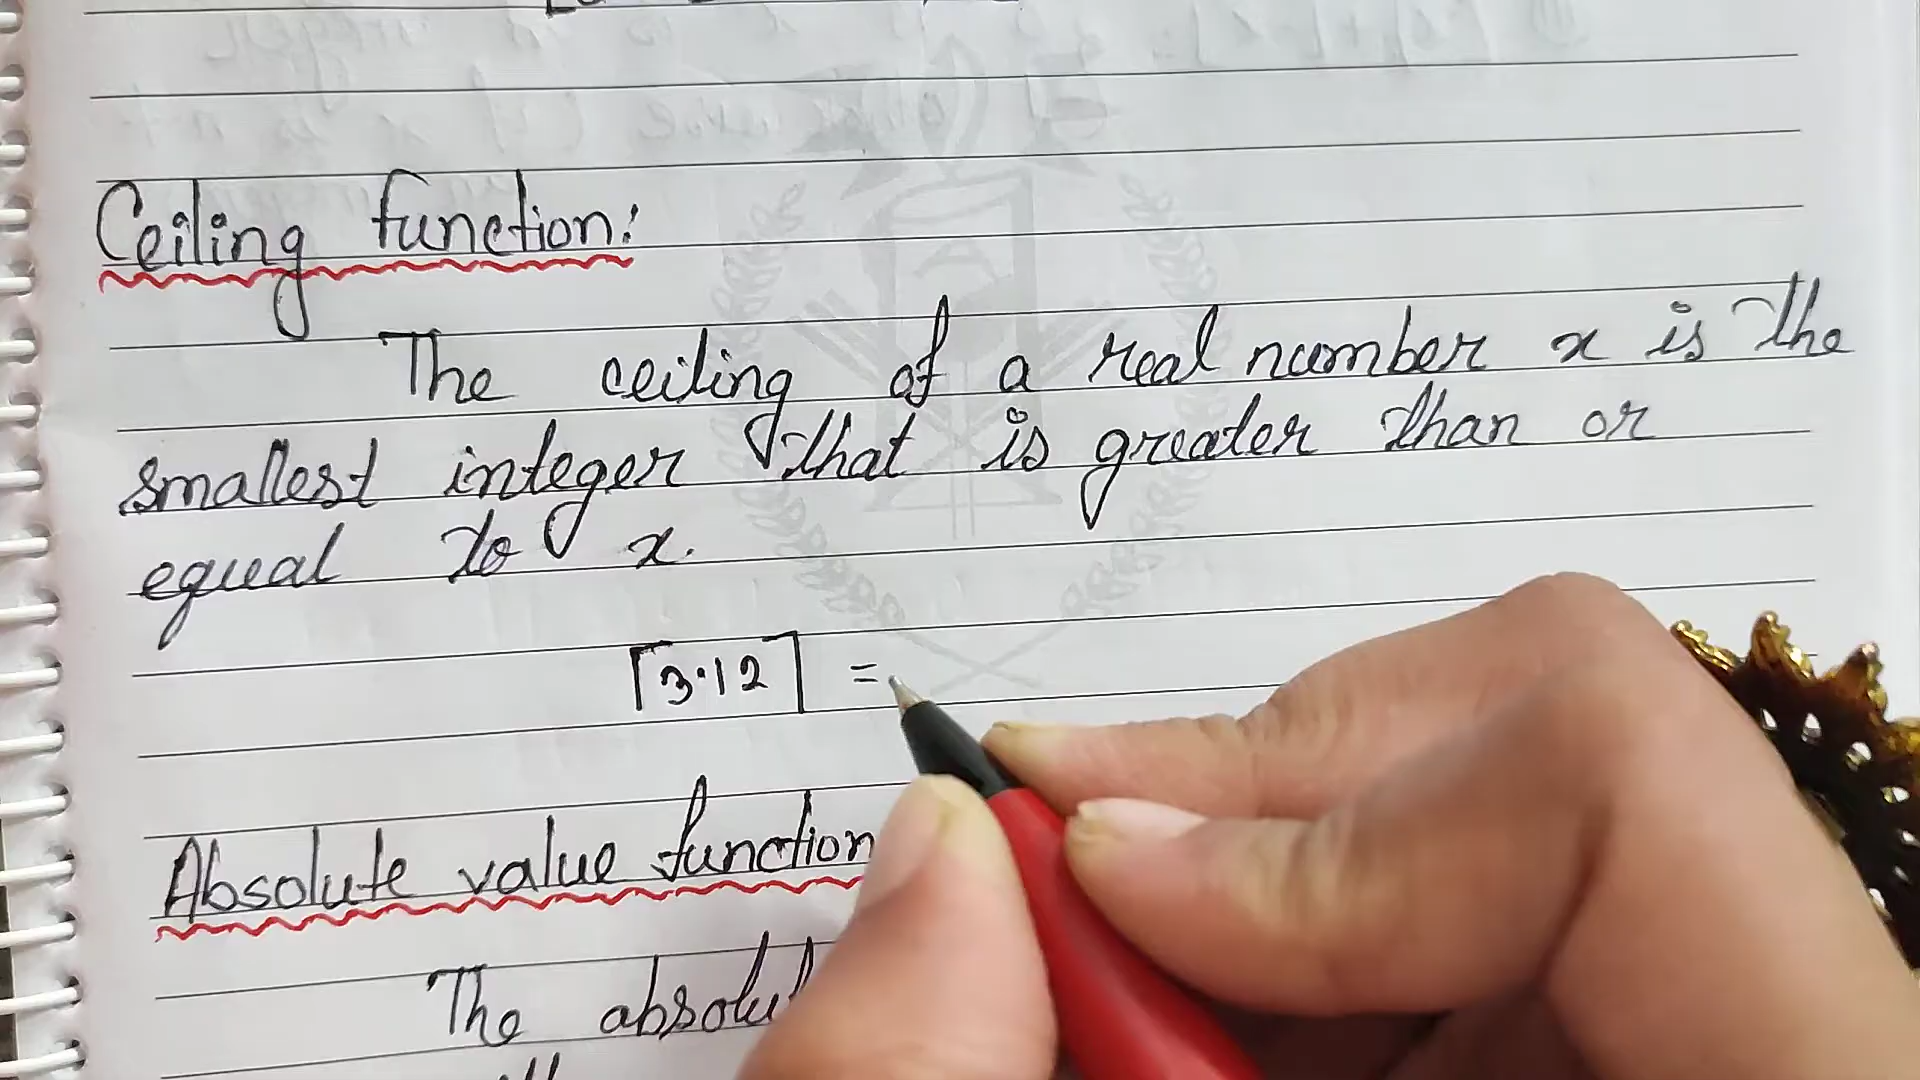 Ceiling function:
The ceiling of a real number x is the
smallest integer that is greater than or
equal to x.
⌈3.12⌉ =
Absolute value function
The absolut